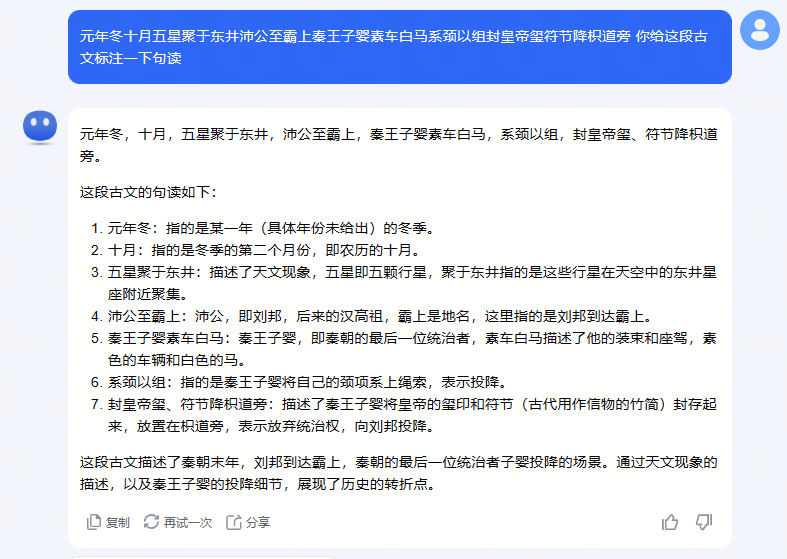 元年冬十月五星聚于东井沛公至霸上秦王子婴素车白马系颈以组封皇帝玺符节降枳道旁 你给这段古
文标注一下句读
元年冬，十月，五星聚于东井，沛公至霸上，秦王子婴素车白马，系颈以组，封皇帝玺、符节降枳道
旁。
这段古文的句读如下：
1. 元年冬：指的是某一年（具体年份未给出）的冬季。
2. 十月：指的是冬季的第二个月份，即农历的十月。
3. 五星聚于东井：描述了天文现象，五星即五颗行星，聚于东井指的是这些行星在天空中的东井星
座附近聚集。
4. 沛公至霸上：沛公，即刘邦，后来的汉高祖，霸上是地名，这里指的是刘邦到达霸上。
5. 秦王子婴素车白马：秦王子婴，即秦朝的最后一位统治者，素车白马描述了他的装束和座驾，素
色的车辆和白色的马。
6. 系颈以组：指的是秦王子婴将自己的颈项系上绳索，表示投降。
7. 封皇帝玺、符节降枳道旁：描述了秦王子婴将皇帝的玺印和符节（古代用作信物的竹简）封存起
来，放置在枳道旁，表示放弃统治权，向刘邦投降。
这段古文描述了秦朝末年，刘邦到达霸上，秦朝的最后一位统治者子婴投降的场景。通过天文现象的
描述，以及秦王子婴的投降细节，展现了历史的转折点。
复制 再试一次 分享